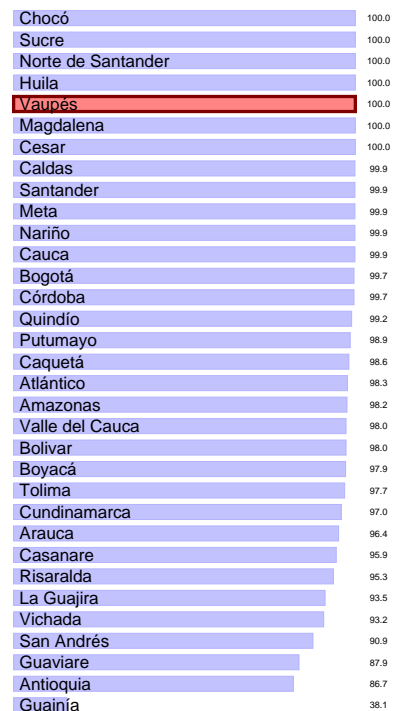 Chocó 100.0
Sucre 100.0
Norte de Santander 100.0
Huila 100.0
Vaupés 100.0
Magdalena 100.0
Cesar 100.0
Caldas 99.9
Santander 99.9
Meta 99.9
Nariño 99.9
Cauca 99.9
Bogotá 99.7
Córdoba 99.7
Quindío 99.2
Putumayo 98.9
Caquetá 98.6
Atlántico 98.3
Amazonas 98.2
Valle del Cauca 98.0
Bolivar 98.0
Boyacá 97.9
Tolima 97.7
Cundinamarca 97.0
Arauca 96.4
Casanare 95.9
Risaralda 95.3
La Guajira 93.5
Vichada 93.2
San Andrés 90.9
Guaviare 87.9
Antioquia 86.7
Guainía 38.1